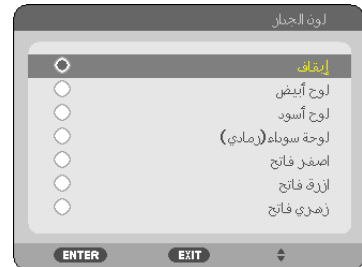 لون الجدار
إيقاف
لوح أبيض
لوح أسود
لوحة سوداء(رمادي)
اصفر فاتح
ازرق فاتح
زهري فاتح
ENTER EXIT